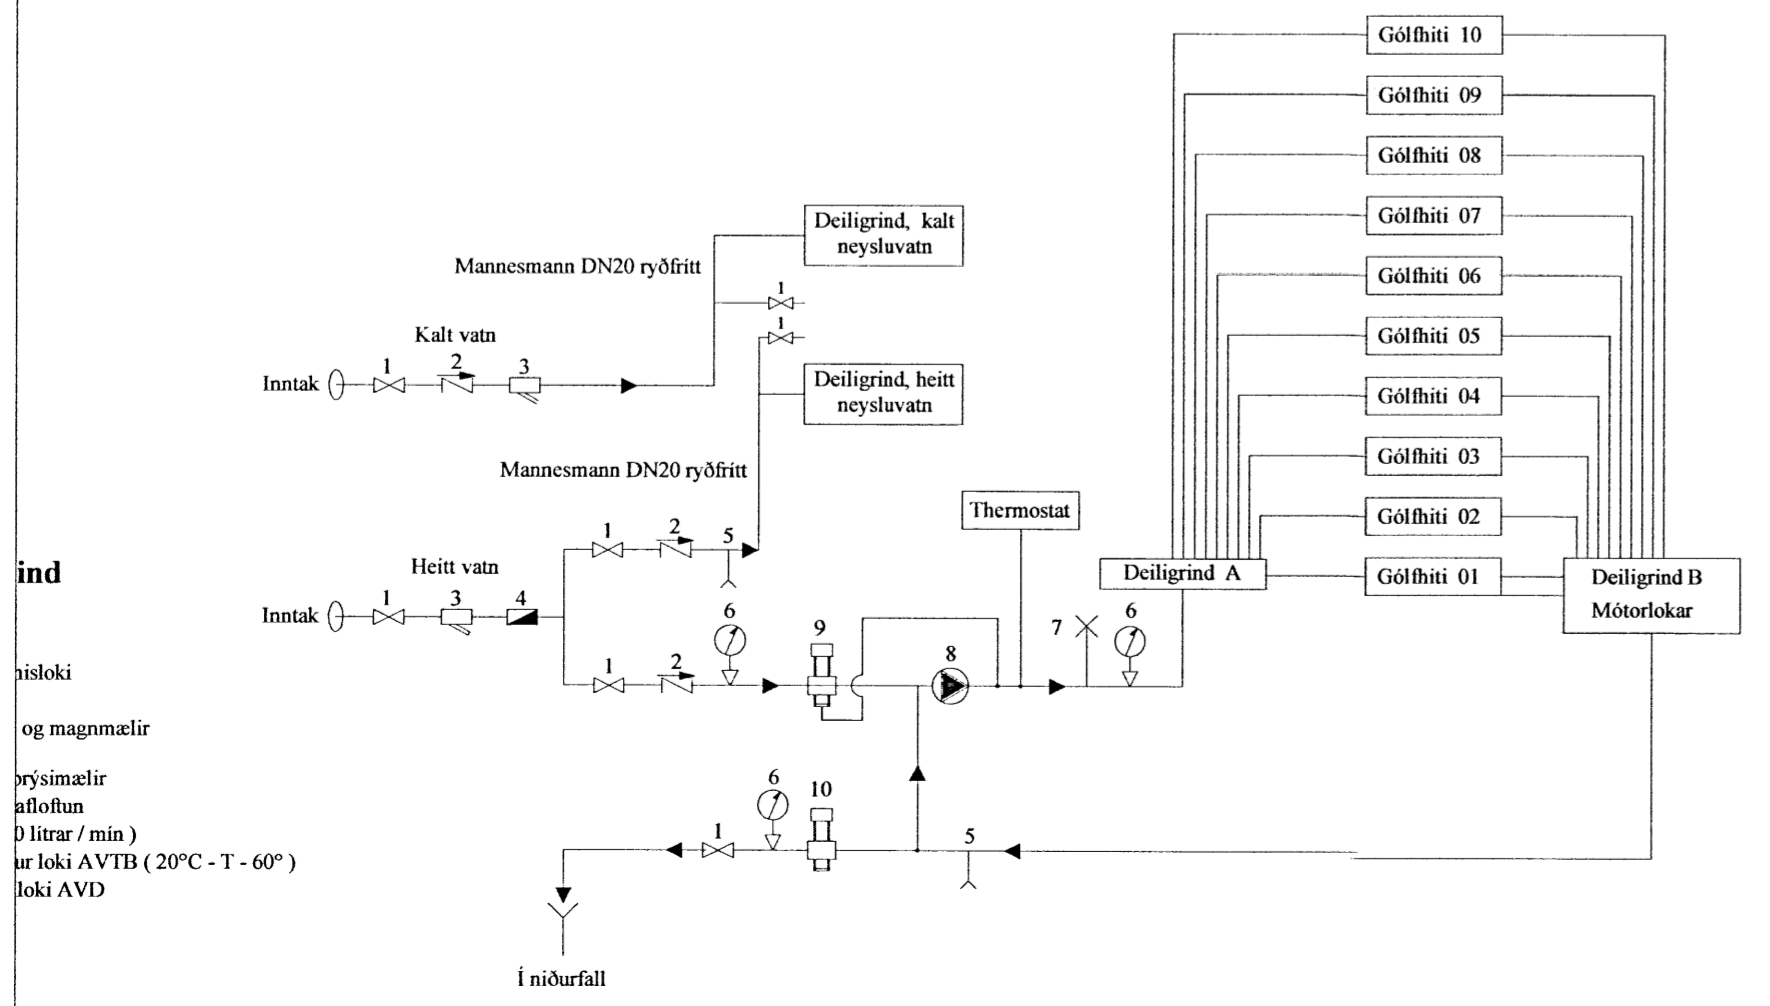 Gólfhiti 10
Gólfhiti 09
Gólfhiti 08
Gólfhiti 07
Gólfhiti 06
Gólfhiti 05
Gólfhiti 04
Gólfhiti 03
Gólfhiti 02
Gólfhiti 01
Deiligrind, kalt
neysluvatn
Mannesmann DN20 ryðfrítt
1
1
Kalt vatn
Inntak
1
2
3
Deiligrind, heitt
neysluvatn
Mannesmann DN20 ryðfrítt
Thermostat
1
2
5
Heitt vatn
Inntak
1
3
4
Deiligrind A
Deiligrind B
Mótorlokar
1
2
6
9
8
7
6
6
10
1
5
Í niðurfall
ind
nisloki
og magnmælir
prýsimælir
afloftun
0 lítrar / mín )
ur loki AVTB ( 20°C - T - 60° )
loki AVD